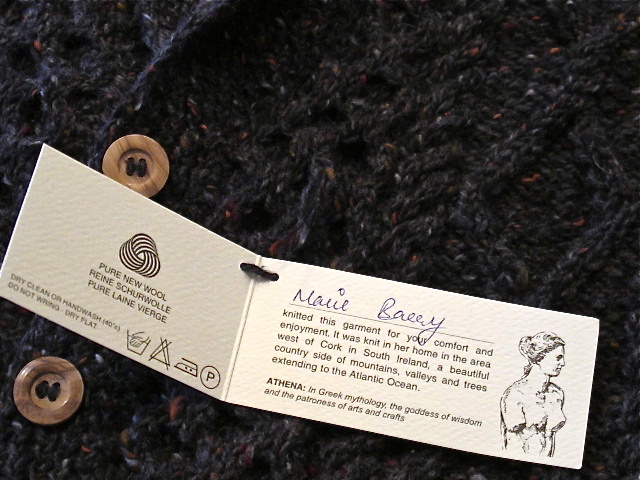 PURE NEW WOOL
REINE SCHURWOLLE
PURE LAINE VIERGE
DRY CLEAN OR HANDWASH (40°c)
DO NOT WRING - DRY FLAT
P
Marie
knitted this garment for your comfort and
enjoyment. It was knit in her home in the area
west of Cork in South Ireland, a beautiful
country side of mountains, valleys and trees
extending to the Atlantic Ocean.
ATHENA: In Greek mythology, the goddess of wisdom
and the patroness of arts and crafts